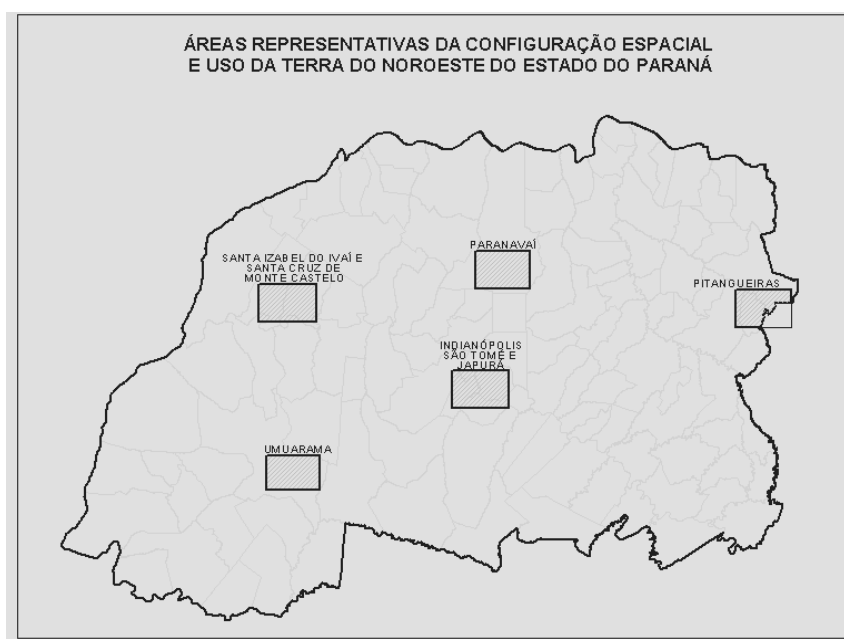 ÁREAS REPRESENTATIVAS DA CONFIGURAÇÃO ESPACIAL
E USO DA TERRA DO NOROESTE DO ESTADO DO PARANÁ
PARANAVAÍ
SANTA IZABEL DO IVAÍ E
SANTA CRUZ DE
MONTE CASTELO
PITANGUEIRAS
INDIANÓPOLIS
SÃO TOMÉ E
JAPURÁ
UMUARAMA